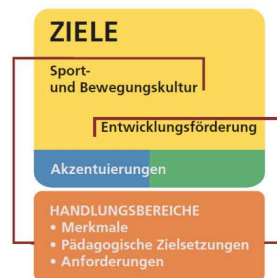 ZIELE
Sport-
und Bewegungskultur
Entwicklungsförderung
Akzentuierungen
HANDLUNGSBEREICHE
• Merkmale
• Pädagogische Zielsetzungen
• Anforderungen